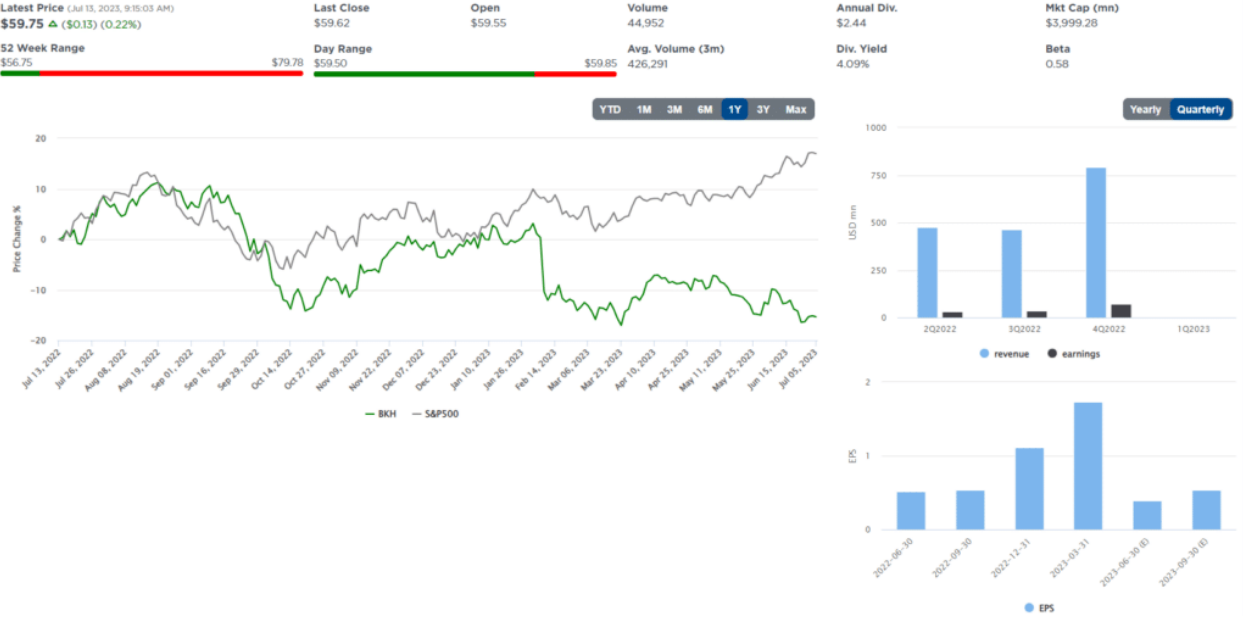 Latest Price (Jul 13, 2023, 9:15:03 AM)
$59.75 ($0.13) (0.22%)
Last Close
$59.62
Open
$59.55
Volume
44,952
Annual Div.
$2.44
Mkt Cap (mn)
$3,999.28
52 Week Range
$56.75 $79.78
Day Range
$59.50 $59.85
Avg. Volume (3m)
426,291
Div. Yield
4.09%
Beta
0.58
YTD 1M 3M 6M 1Y 3Y Max
Price Change %
20
10
0
-10
-20
Jul 13, 2022
Jul 26, 2022
Aug 08, 2022
Aug 19, 2022
Sep 01, 2022
Sep 16, 2022
Sep 29, 2022
Oct 14, 2022
Oct 27, 2022
Nov 09, 2022
Nov 22, 2022
Dec 07, 2022
Dec 23, 2022
Jan 10, 2023
Jan 26, 2023
Feb 14, 2023
Mar 06, 2023
Mar 23, 2023
Apr 10, 2023
Apr 25, 2023
May 11, 2023
May 25, 2023
Jun 15, 2023
Jul 05, 2023
BKH S&P500
Yearly Quarterly
USD mn
1000
750
500
250
0
2Q2022 3Q2022 4Q2022 1Q2023
revenue earnings
EPS
2
1
0
2022-06-30
2022-09-30
2022-12-31
2023-03-31
2023-06-30 (E)
2023-09-30 (E)
EPS